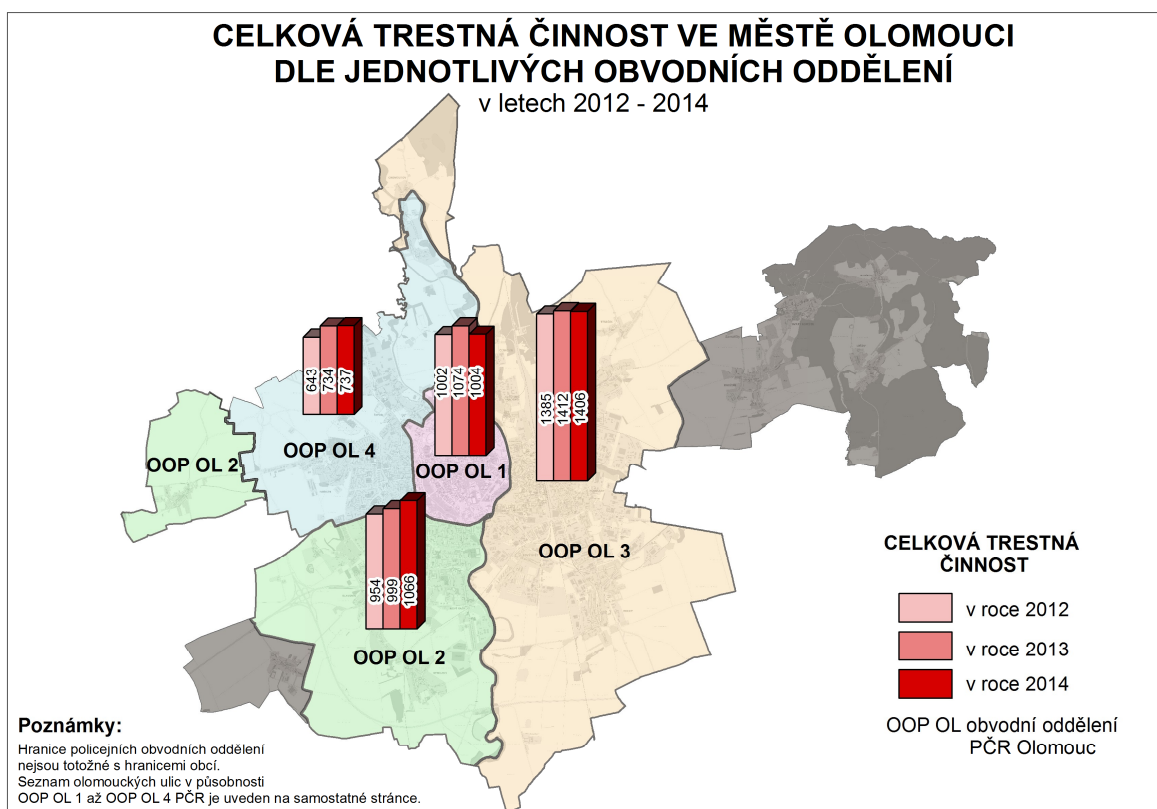 CELKOVÁ TRESTNÁ ČINNOST VE MĚSTĚ OLOMOUCI
DLE JEDNOTLIVÝCH OBVODNÍCH ODDĚLENÍ
v letech 2012 - 2014
643
734
737
1002
1074
1004
1385
1412
1406
OOP OL 2
OOP OL 4
OOP OL 1
954
999
1066
OOP OL 3
OOP OL 2
CELKOVÁ TRESTNÁ
ČINNOST
v roce 2012
v roce 2013
v roce 2014
OOP OL obvodní oddělení
PČR Olomouc
Poznámky:
Hranice policejních obvodních oddělení
nejsou totožné s hranicemi obcí.
Seznam olomouckých ulic v působnosti
OOP OL 1 až OOP OL 4 PČR je uveden na samostatné stránce.